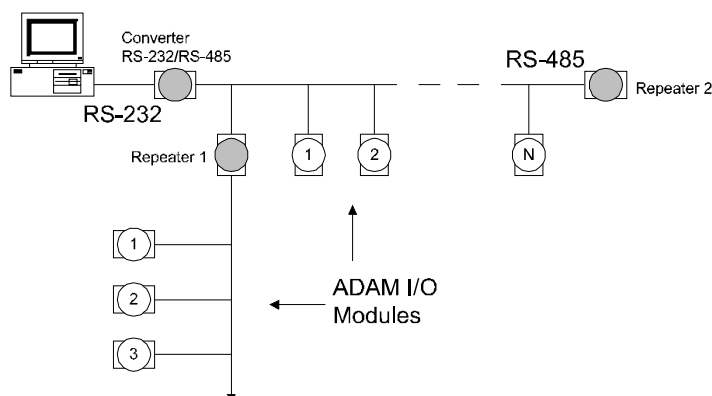 Converter
RS-232/RS-485
RS-485
Repeater 2
RS-232
Repeater 1
1
2
N
1
2
3
ADAM I/O
Modules